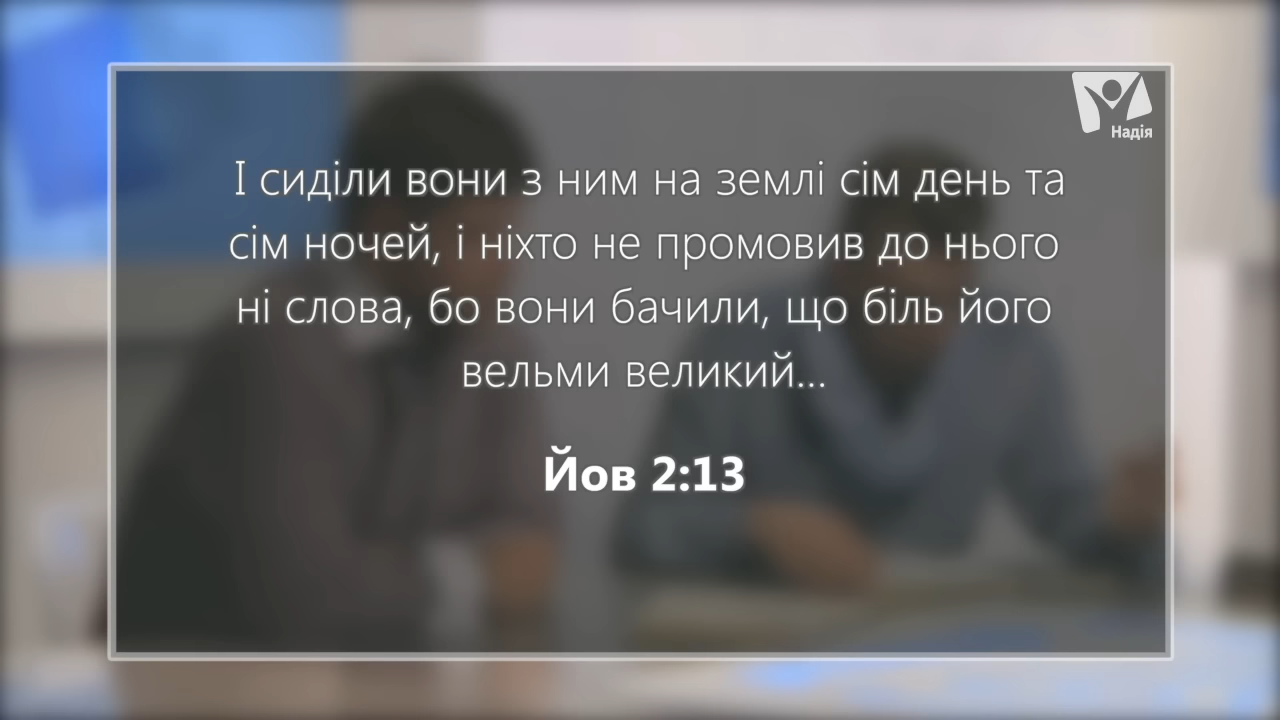 Надія
І сиділи вони з ним на землі сім день та
сім ночей, і ніхто не промовив до нього
ні слова, бо вони бачили, що біль його
вельми великий...
Йов 2:13